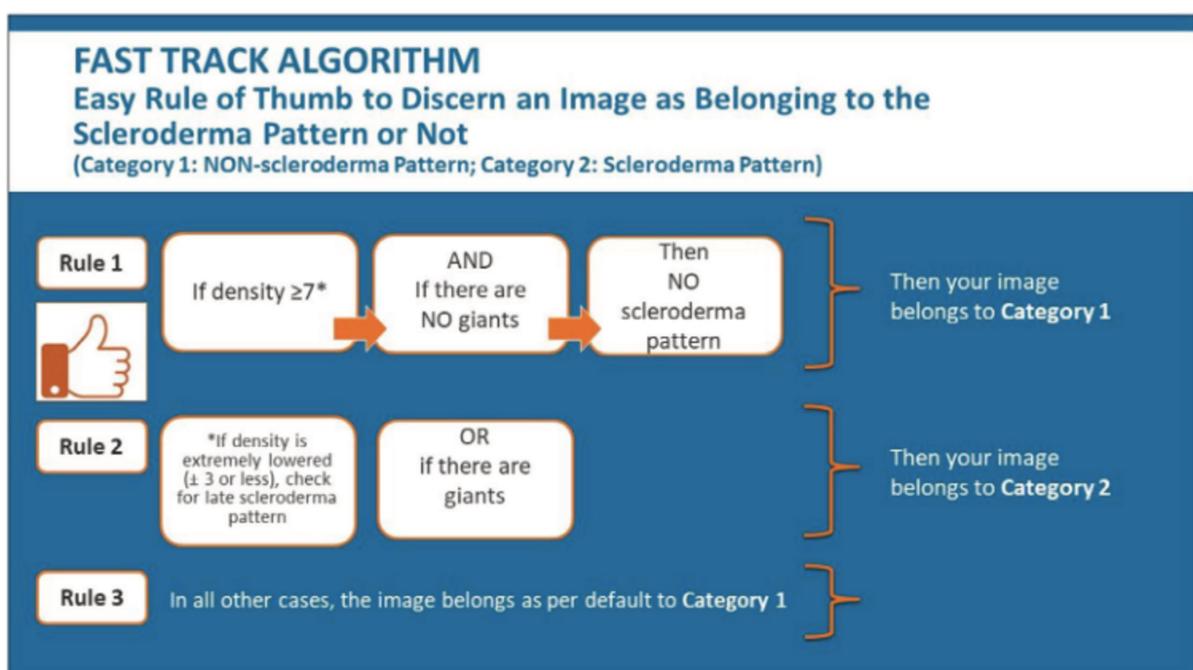 FAST TRACK ALGORITHM
Easy Rule of Thumb to Discern an Image as Belonging to the
Scleroderma Pattern or Not
(Category 1: NON-scleroderma Pattern; Category 2: Scleroderma Pattern)
Rule 1
If density ≥7*
AND
If there are
NO giants
Then
NO
scleroderma
pattern
Then your image
belongs to Category 1
Rule 2
*If density is
extremely lowered
(± 3 or less), check
for late scleroderma
pattern
OR
if there are
giants
Then your image
belongs to Category 2
Rule 3
In all other cases, the image belongs as per default to Category 1